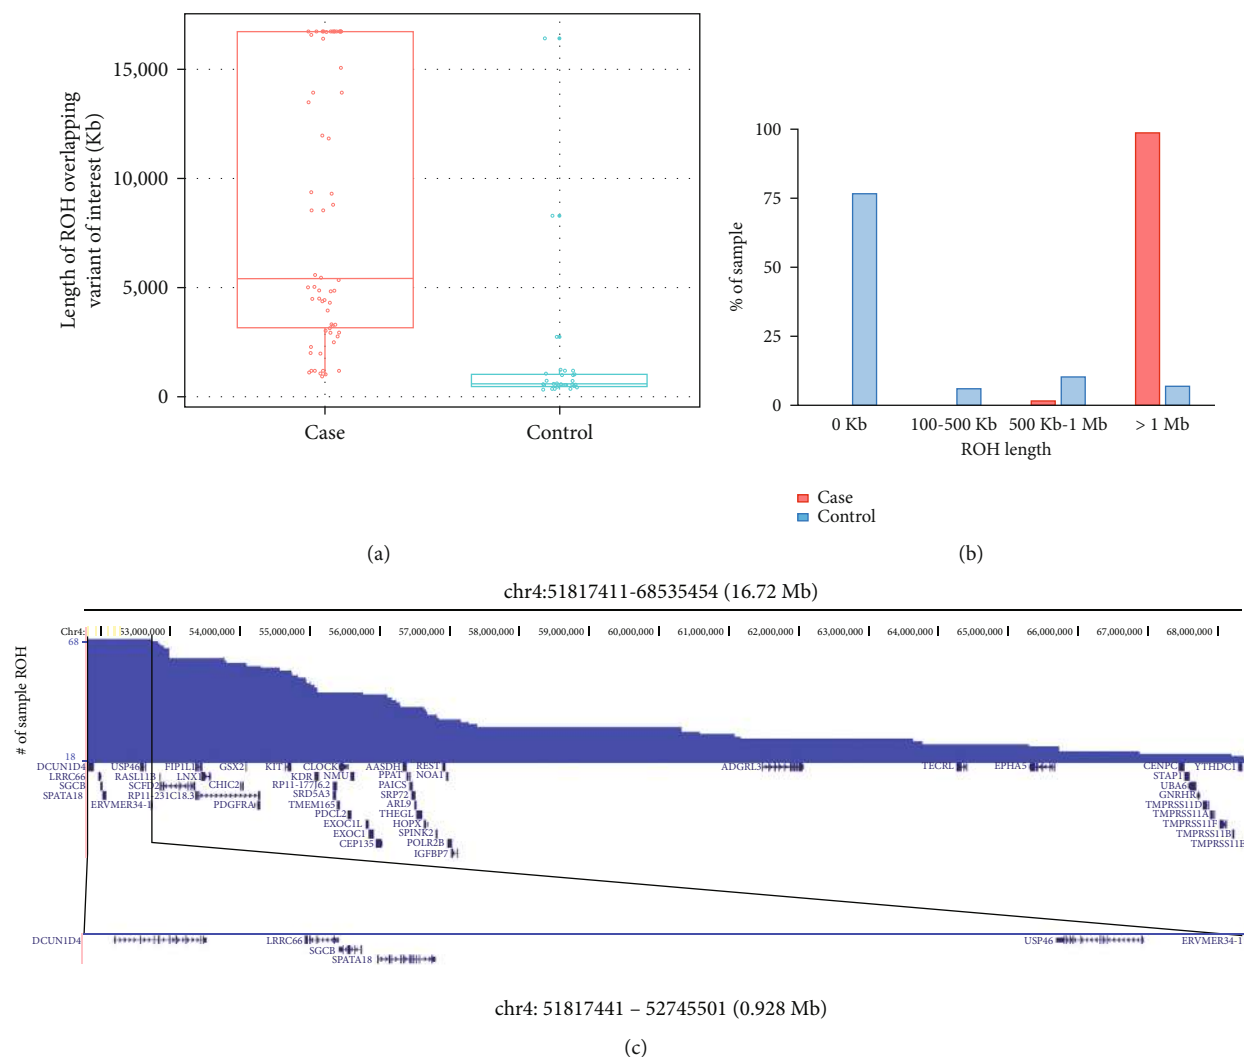 Length of ROH overlapping
variant of interest (Kb)
15,000
10,000
5,000
0
Case
Control
(a)
% of sample
100
75
50
25
0
0 Kb
100-500 Kb
500 Kb-1 Mb
> 1 Mb
ROH length
Case
Control
(b)
chr4:51817411-68535454 (16.72 Mb)
Chr4:
53,000,000
54,000,000
55,000,000
56,000,000
57,000,000
58,000,000
59,000,000
60,000,000
61,000,000
62,000,000
63,000,000
64,000,000
65,000,000
66,000,000
67,000,000
68,000,000
# of sample ROH
68
18
DCUN1D4 USP46 FIP1L1 GSX2 KIT CLOCK AASDH REST ADGRL3 TECRL EPHA5 CENPC YTHDC1
LRRC66 RASL11B LNX1 KDR NMU PPAT NOA1 STAP1
SGCB SCFD2 CHIC2 RP11-177J6.2 PAICS UBA6
SPATA18 RP11-231C18.3 SRD5A3 SRP72 GNRHR
ERVMER34-1 PDGFRA TMEM165 ARL9 TMPRSS11D
PDCL2 THEGL TMPRSS11A
EXOC1L HOPX TMPRSS11F
EXOC1 SPINK2 TMPRSS11B
CEP135 POLR2B TMPRSS11E
IGFBP7
DCUN1D4 LRRC66 USP46 ERVMER34-1
SGCB
SPATA18
chr4: 51817441 – 52745501 (0.928 Mb)
(c)